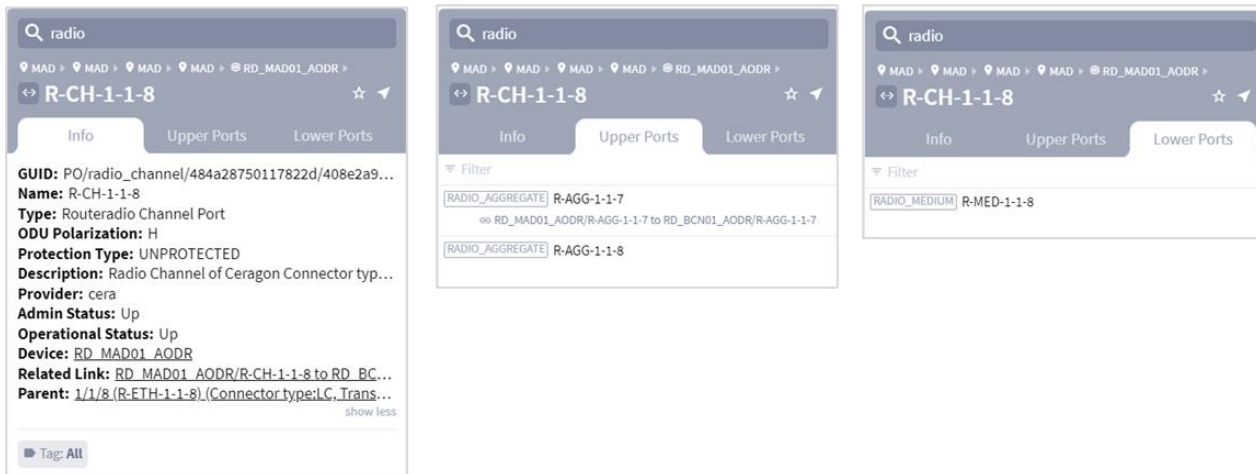 radio
MAD ▸ MAD ▸ MAD ▸ MAD ▸ RD_MAD01_AODR ▸
R-CH-1-1-8
Info Upper Ports Lower Ports
GUID: PO/radio_channel/484a28750117822d/408e2a9...
Name: R-CH-1-1-8
Type: Routeradio Channel Port
ODU Polarization: H
Protection Type: UNPROTECTED
Description: Radio Channel of Ceragon Connector typ...
Provider: cera
Admin Status: Up
Operational Status: Up
Device: RD_MAD01_AODR
Related Link: RD_MAD01_AODR/R-CH-1-1-8 to RD_BC...
Parent: 1/1/8 (R-ETH-1-1-8) (Connector type:LC, Trans...
show less
Tag: All
radio
MAD ▸ MAD ▸ MAD ▸ MAD ▸ RD_MAD01_AODR ▸
R-CH-1-1-8
Info Upper Ports Lower Ports
Filter
RADIO_AGGREGATE R-AGG-1-1-7
RD_MAD01_AODR/R-AGG-1-1-7 to RD_BCN01_AODR/R-AGG-1-1-7
RADIO_AGGREGATE R-AGG-1-1-8
radio
MAD ▸ MAD ▸ MAD ▸ MAD ▸ RD_MAD01_AODR ▸
R-CH-1-1-8
Info Upper Ports Lower Ports
Filter
RADIO_MEDIUM R-MED-1-1-8